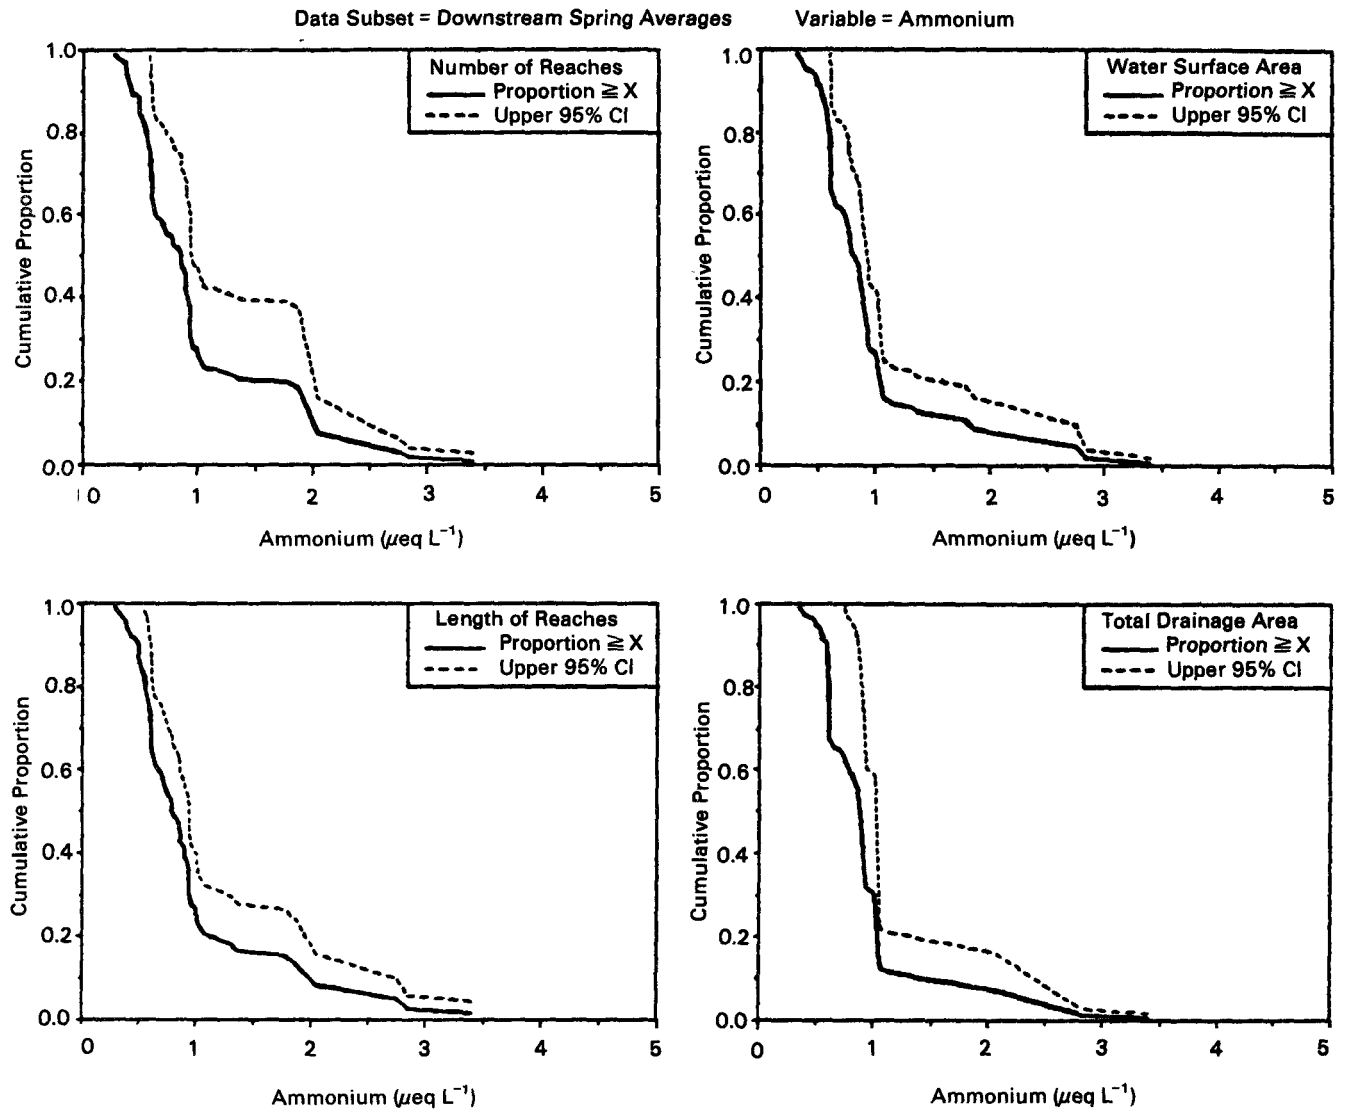 Data Subset = Downstream Spring Averages Variable = Ammonium
Number of Reaches
Proportion ≧ X
Upper 95% CI
1.0
0.8
0.6
0.4
0.2
0.0
Cumulative Proportion
0 1 2 3 4 5
Ammonium (μeq L⁻¹)
Water Surface Area
Proportion ≧ X
Upper 95% CI
1.0
0.8
0.6
0.4
0.2
0.0
Cumulative Proportion
0 1 2 3 4 5
Ammonium (μeq L⁻¹)
Length of Reaches
Proportion ≧ X
Upper 95% CI
1.0
0.8
0.6
0.4
0.2
0.0
Cumulative Proportion
0 1 2 3 4 5
Ammonium (μeq L⁻¹)
Total Drainage Area
Proportion ≧ X
Upper 95% CI
1.0
0.8
0.6
0.4
0.2
0.0
Cumulative Proportion
0 1 2 3 4 5
Ammonium (μeq L⁻¹)